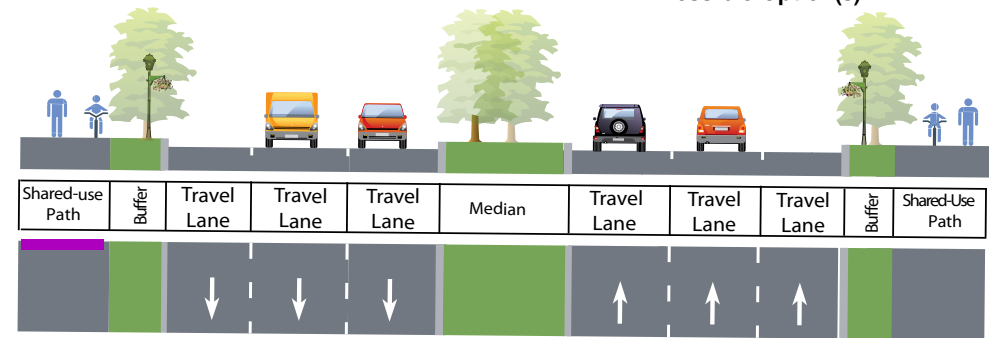 Shared-use
Path
Buffer
Travel
Lane
Travel
Lane
Travel
Lane
Median
Travel
Lane
Travel
Lane
Travel
Lane
Buffer
Shared-Use
Path